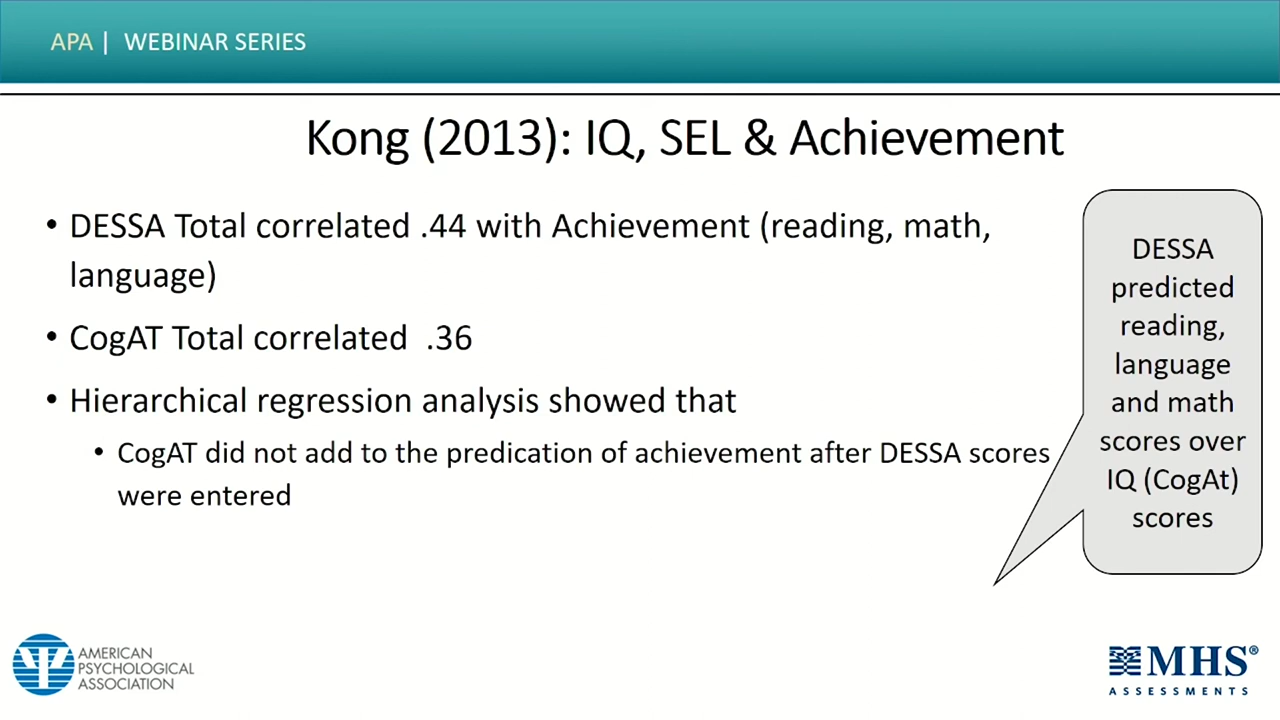 APA | WEBINAR SERIES
Kong (2013): IQ, SEL & Achievement
• DESSA Total correlated .44 with Achievement (reading, math,
language)
• CogAT Total correlated .36
• Hierarchical regression analysis showed that
• CogAT did not add to the predication of achievement after DESSA scores
were entered
DESSA
predicted
reading,
language
and math
scores over
IQ (CogAt)
scores
AMERICAN
PSYCHOLOGICAL
ASSOCIATION
MHS®
ASSESSMENTS